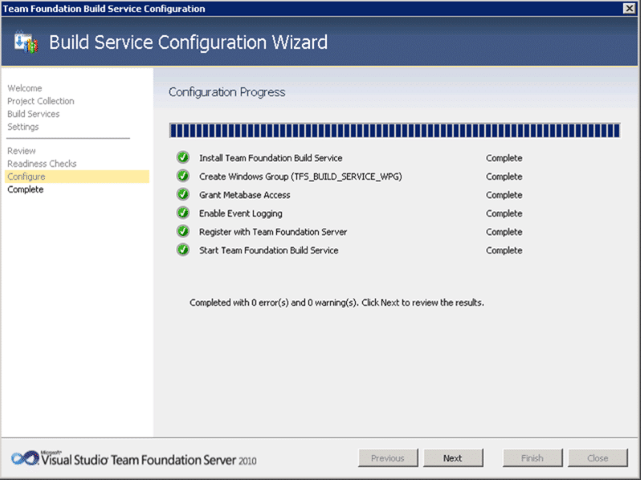 Team Foundation Build Service Configuration
Build Service Configuration Wizard
Welcome
Project Collection
Build Services
Settings
Review
Readiness Checks
Configure
Complete
Configuration Progress
Install Team Foundation Build Service Complete
Create Windows Group (TFS_BUILD_SERVICE_WPG) Complete
Grant Metabase Access Complete
Enable Event Logging Complete
Register with Team Foundation Server Complete
Start Team Foundation Build Service Complete
Completed with 0 error(s) and 0 warning(s). Click Next to review the results.
Microsoft
Visual Studio Team Foundation Server 2010
Previous Next Finish Close